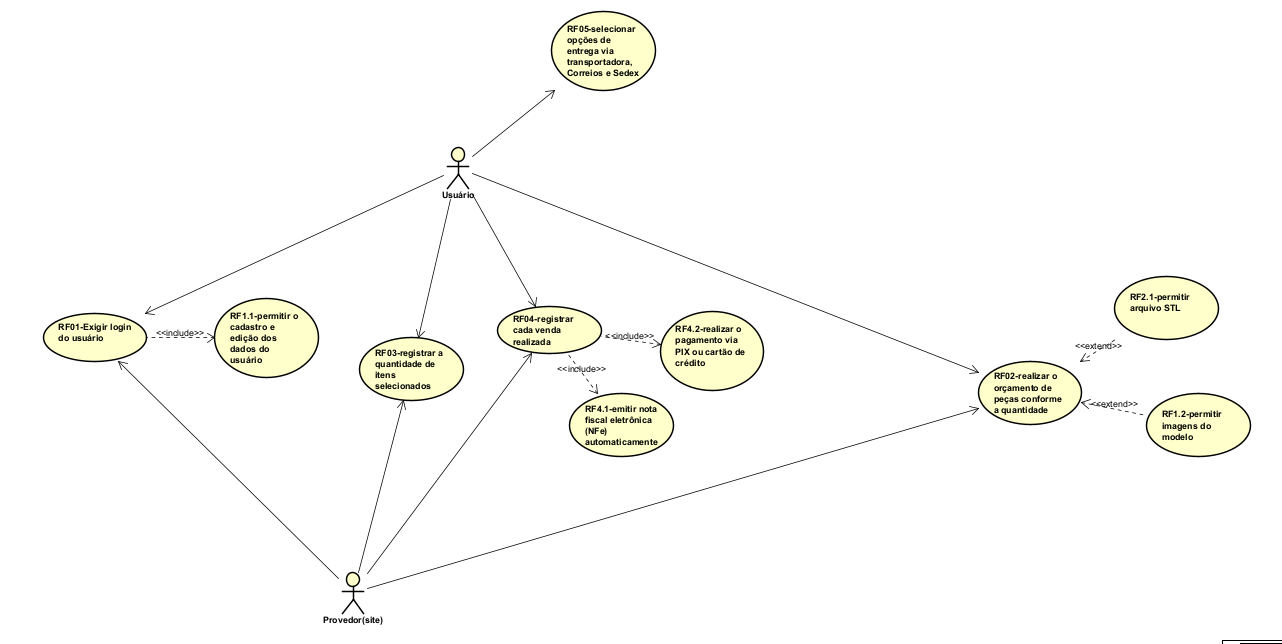 RF05-selecionar
opções de
entrega via
transportadora,
Correios e Sedex
Usuário
RF01-Exigir login
do usuário
<<include>>
RF1.1-permitir o
cadastro e
edição dos
dados do
usuário
RF03-registrar a
quantidade de
itens
selecionados
RF04-registrar
cada venda
realizada
<<include>>
RF4.2-realizar o
pagamento via
PIX ou cartão de
crédito
<<include>>
RF4.1-emitir nota
fiscal eletrônica
(NFe)
automaticamente
RF2.1-permitir
arquivo STL
<<extend>>
RF02-realizar o
orçamento de
peças conforme
a quantidade
<<extend>>
RF1.2-permitir
imagens do
modelo
Provedor(site)